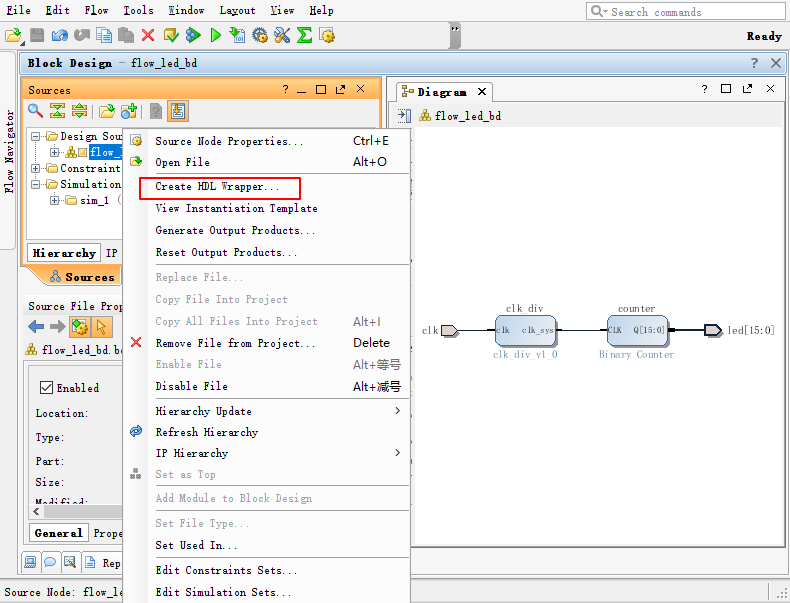 File Edit Flow Tools Window Layout View Help
Search commands
Ready
Block Design - flow_led_bd
Flow Navigator
Sources
Design Sou
flow_
Constraint
Simulation
sim_1 (
Hierarchy IP
Sources
Source File Prop
flow_led_bd.b
Enabled
Location:
Type:
Part:
Size:
Modified:
General Prope
Rep
Source Node: flow_le
Source Node Properties... Ctrl+E
Open File Alt+O
Create HDL Wrapper...
View Instantiation Template
Generate Output Products...
Reset Output Products...
Replace File...
Copy File Into Project
Copy All Files Into Project Alt+I
Remove File from Project... Delete
Enable File Alt+等号
Disable File Alt+减号
Hierarchy Update
Refresh Hierarchy
IP Hierarchy
Set as Top
Add Module to Block Design
Set File Type...
Set Used In...
Edit Constraints Sets...
Edit Simulation Sets...
Diagram
flow_led_bd
clk_div
clk
clk clk_sys
clk_div_v1_0
counter
CLK Q[15:0]
Binary Counter
led[15:0]